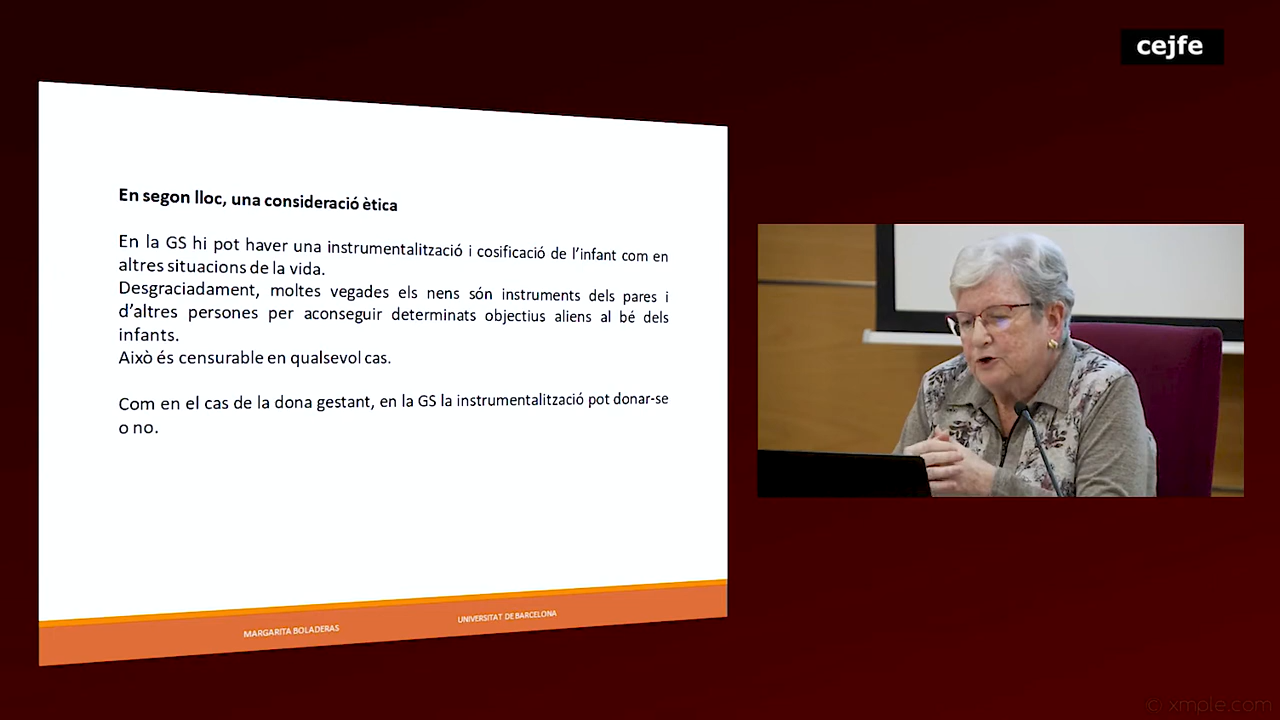 cejfe
En segon lloc, una consideració ètica
En la GS hi pot haver una instrumentalització i cosificació de l'infant com en
altres situacions de la vida.
Desgraciadament, moltes vegades els nens són instruments dels pares i
d'altres persones per aconseguir determinats objectius aliens al bé dels
infants.
Això és censurable en qualsevol cas.
Com en el cas de la dona gestant, en la GS la instrumentalització pot donar-se
o no.
MARGARITA BOLADERAS
UNIVERSITAT DE BARCELONA
© xmple.com